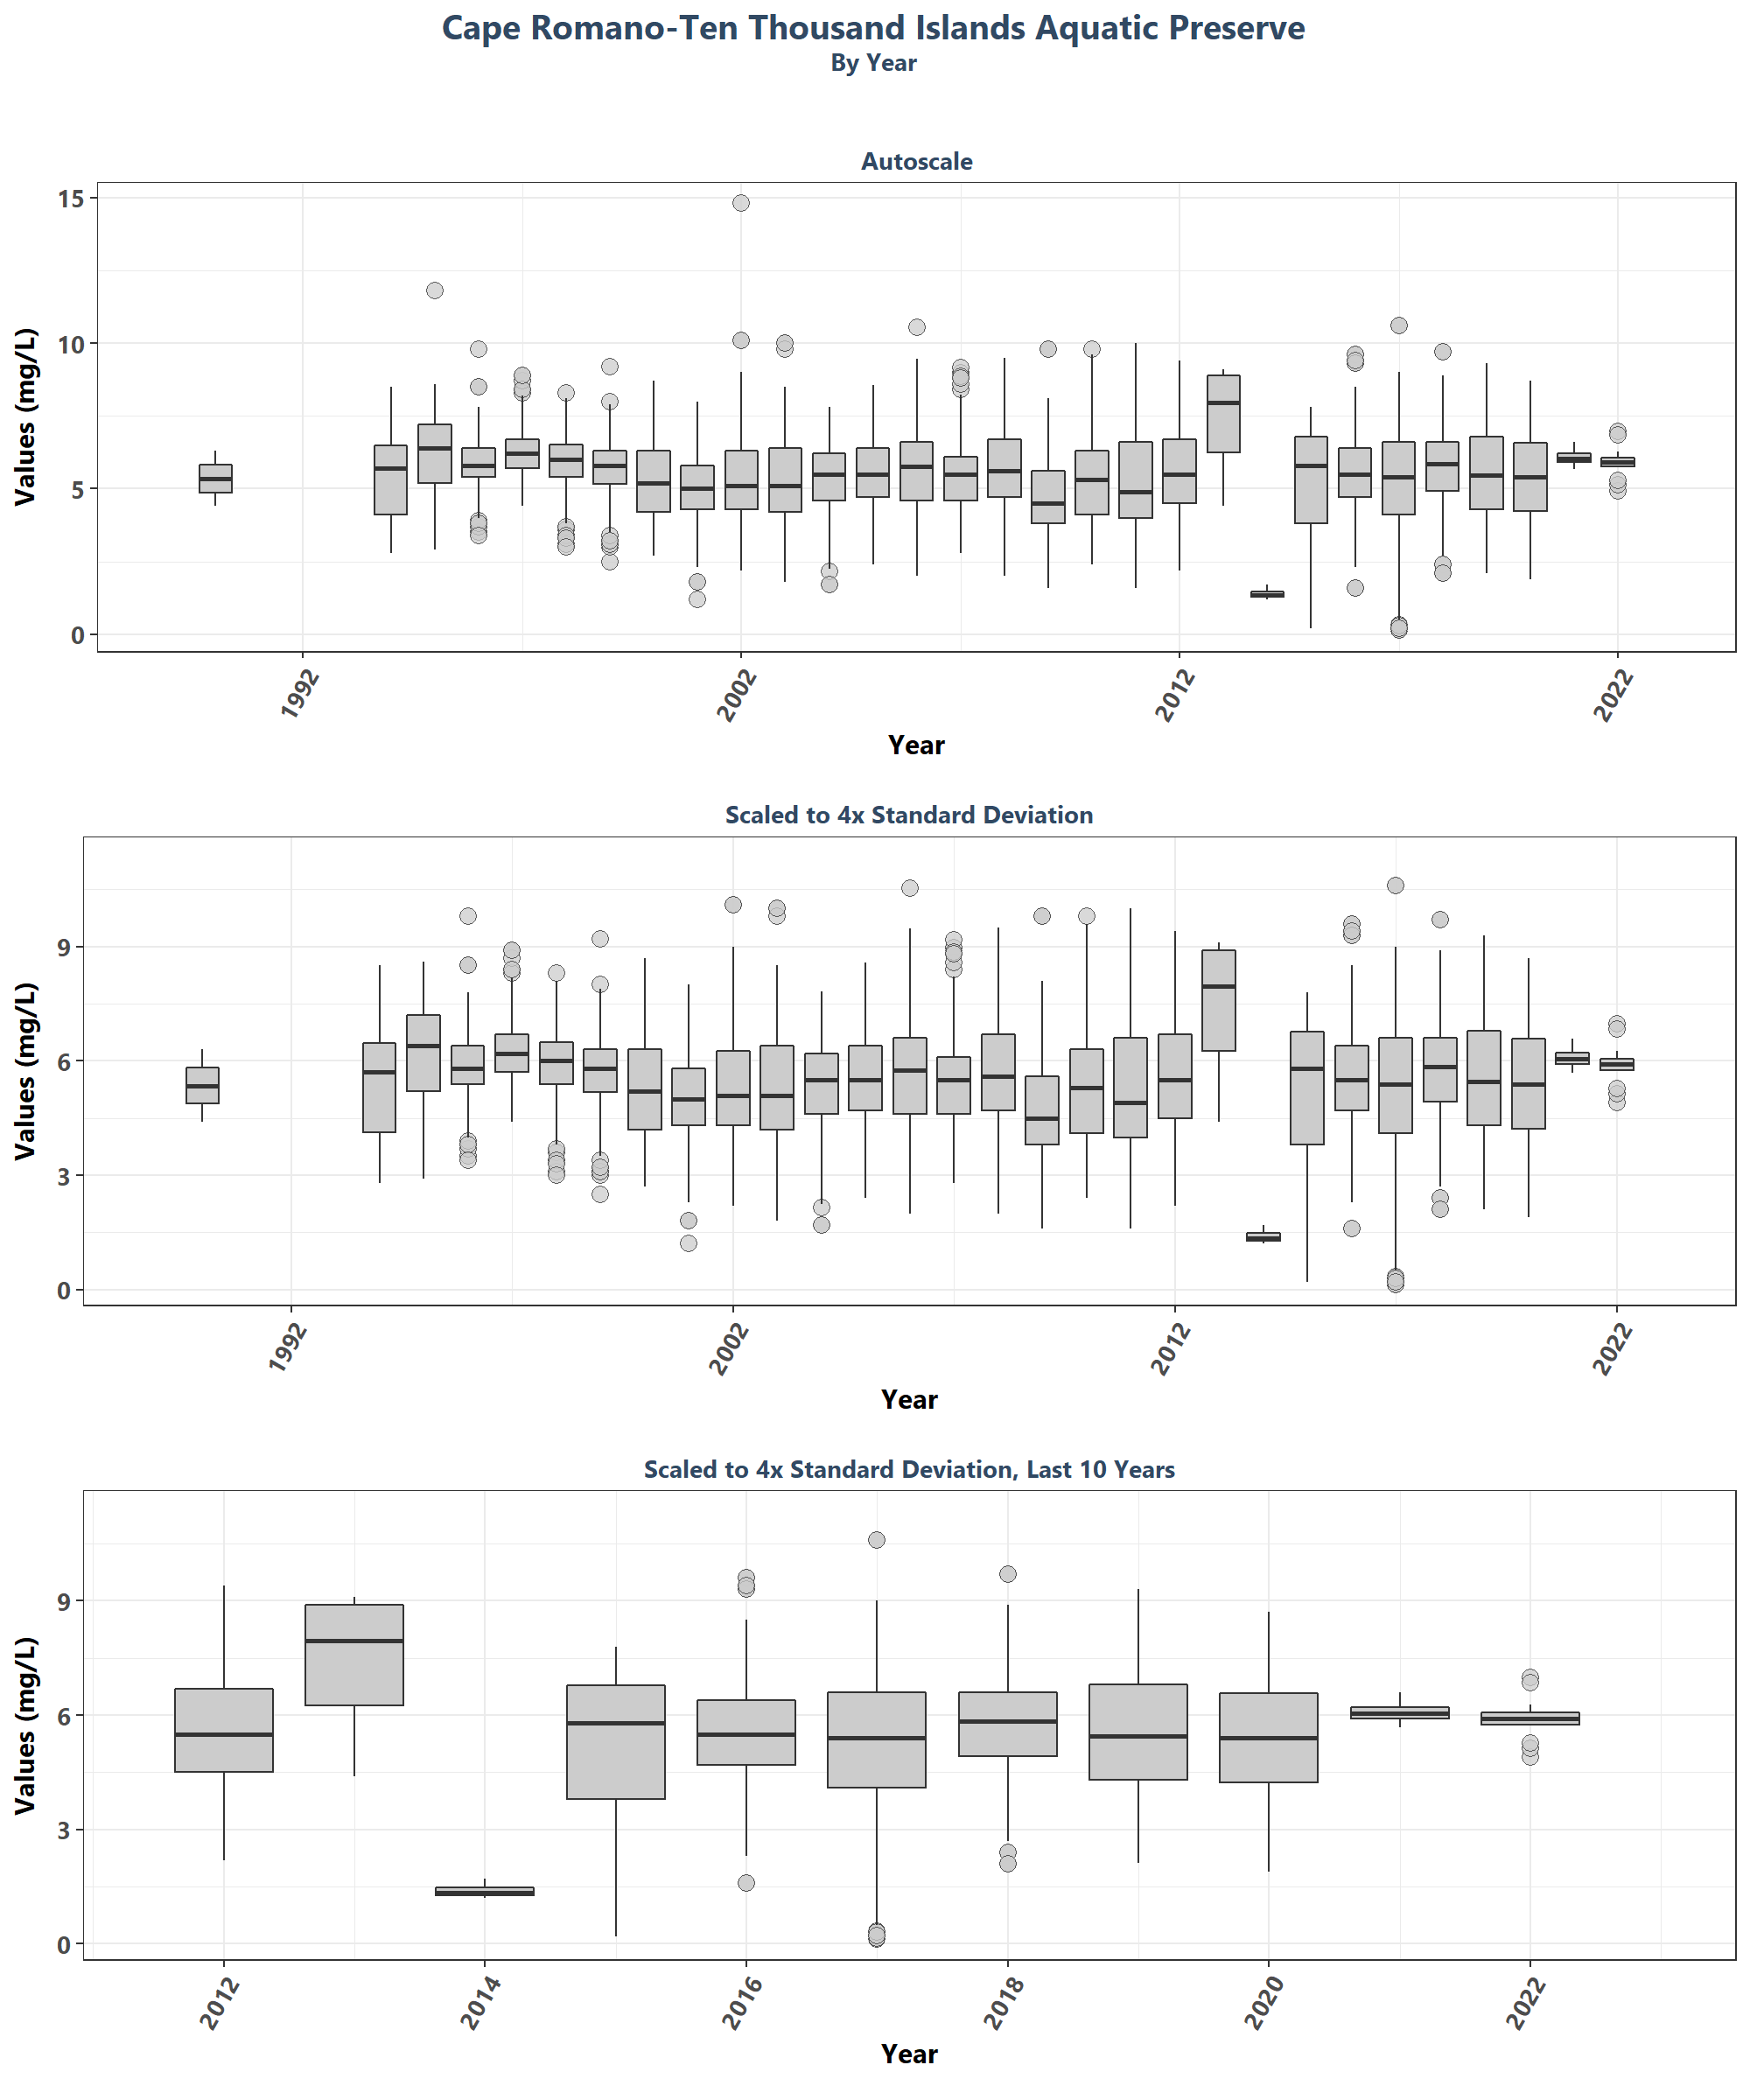 Cape Romano-Ten Thousand Islands Aquatic Preserve
By Year
Autoscale
Values (mg/L)
15
10
5
0
1992
2002
2012
2022
Year
Scaled to 4x Standard Deviation
Values (mg/L)
9
6
3
0
1992
2002
2012
2022
Year
Scaled to 4x Standard Deviation, Last 10 Years
Values (mg/L)
9
6
3
0
2012
2014
2016
2018
2020
2022
Year